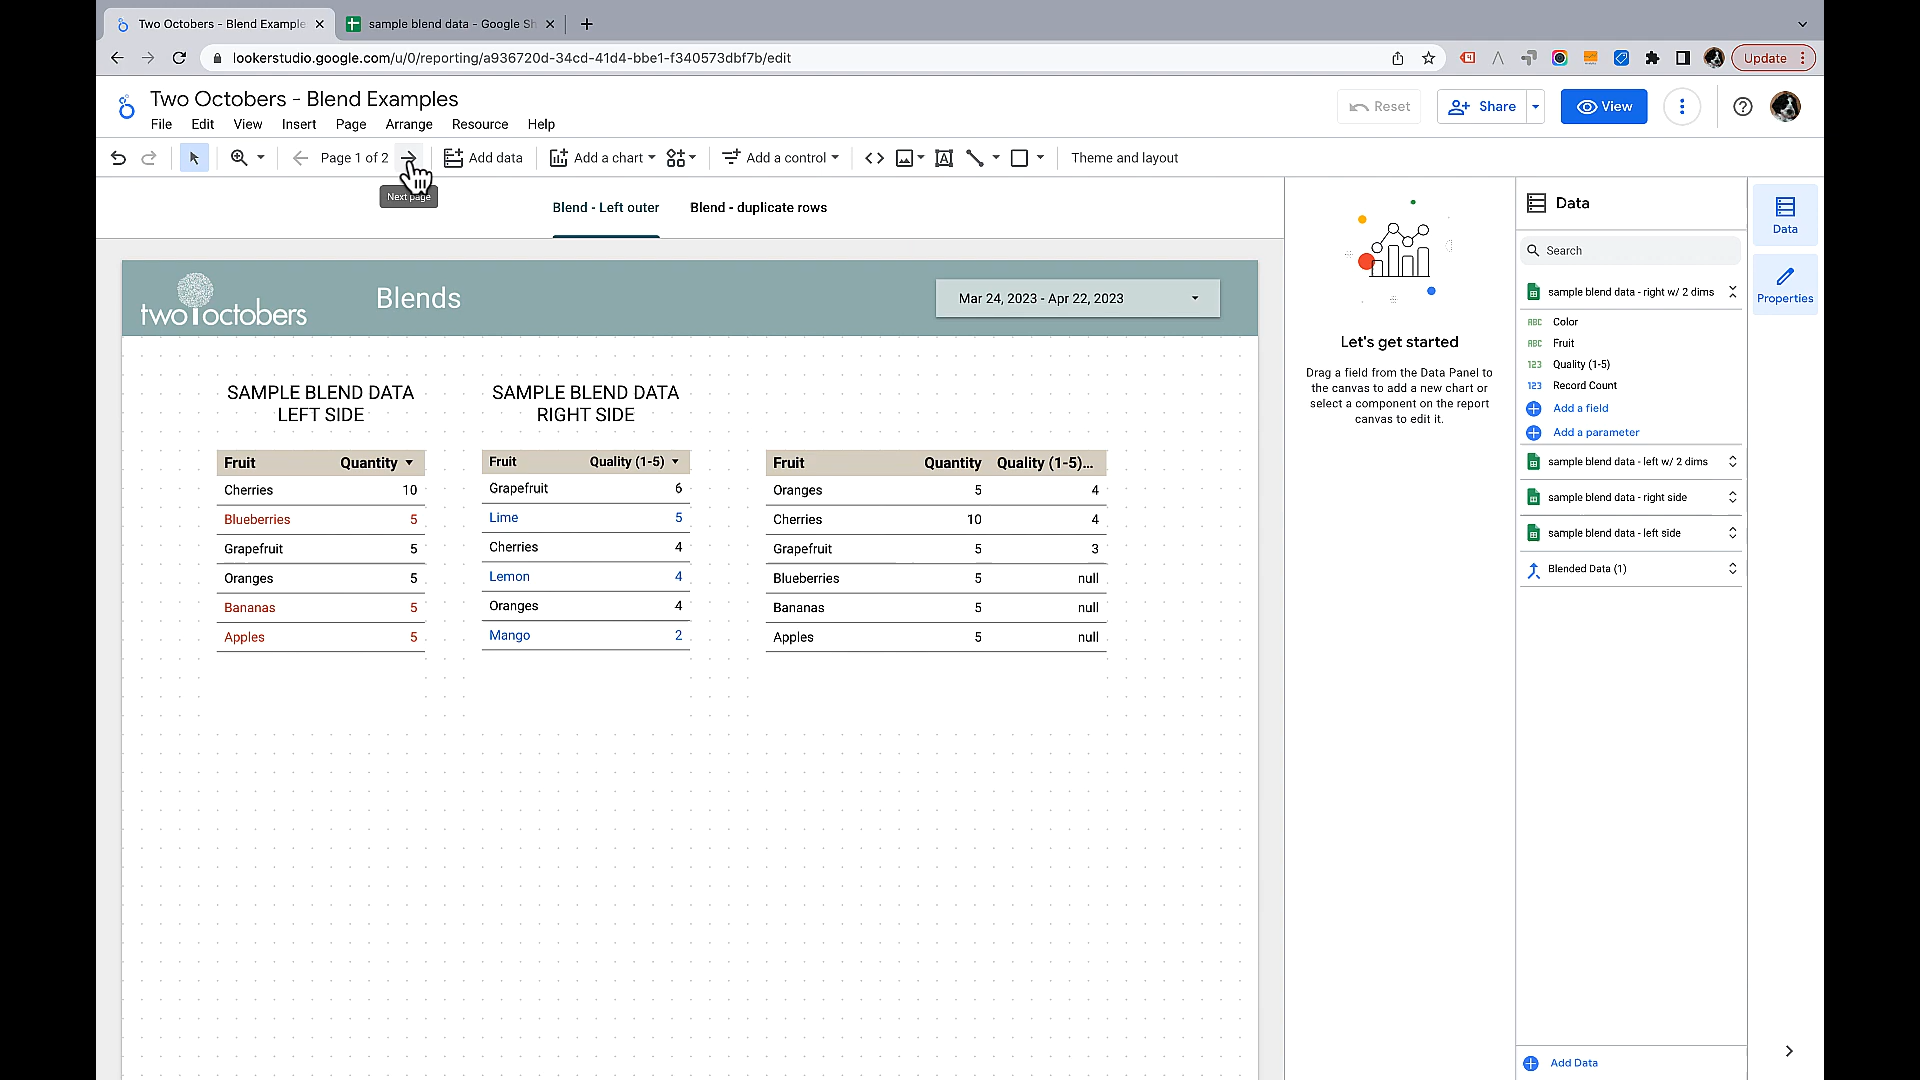 Two Octobers - Blend Example
sample blend data - Google Sh
lookerstudio.google.com/u/0/reporting/a936720d-34cd-41d4-bbe1-f340573dbf7b/edit
Update
Two Octobers - Blend Examples
File Edit View Insert Page Arrange Resource Help
Reset
Share
View
Page 1 of 2
Add data
Add a chart
Add a control
Theme and layout
Next page
Blend - Left outer
Blend - duplicate rows
two octobers
Blends
Mar 24, 2023 - Apr 22, 2023
SAMPLE BLEND DATA
LEFT SIDE
Fruit Quantity
Cherries 10
Blueberries 5
Grapefruit 5
Oranges 5
Bananas 5
Apples 5
SAMPLE BLEND DATA
RIGHT SIDE
Fruit Quality (1-5)
Grapefruit 6
Lime 5
Cherries 4
Lemon 4
Oranges 4
Mango 2
Fruit Quantity Quality (1-5)...
Oranges 5 4
Cherries 10 4
Grapefruit 5 3
Blueberries 5 null
Bananas 5 null
Apples 5 null
Let's get started
Drag a field from the Data Panel to
the canvas to add a new chart or
select a component on the report
canvas to edit it.
Data
Search
sample blend data - right w/ 2 dims
ABC Color
ABC Fruit
123 Quality (1-5)
123 Record Count
Add a field
Add a parameter
sample blend data - left w/ 2 dims
sample blend data - right side
sample blend data - left side
Blended Data (1)
Add Data
Data
Properties